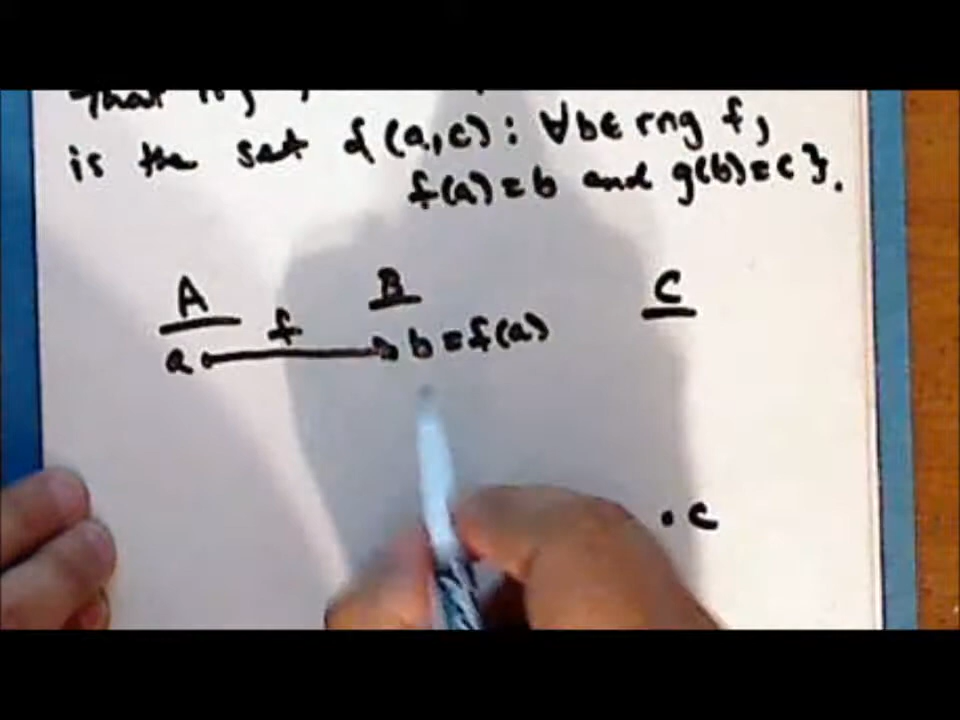 is the set {(a,c): ∀b∈ rng f,
f(a)=b and g(b)=c}.
A B C
f
a b=f(a)
• c